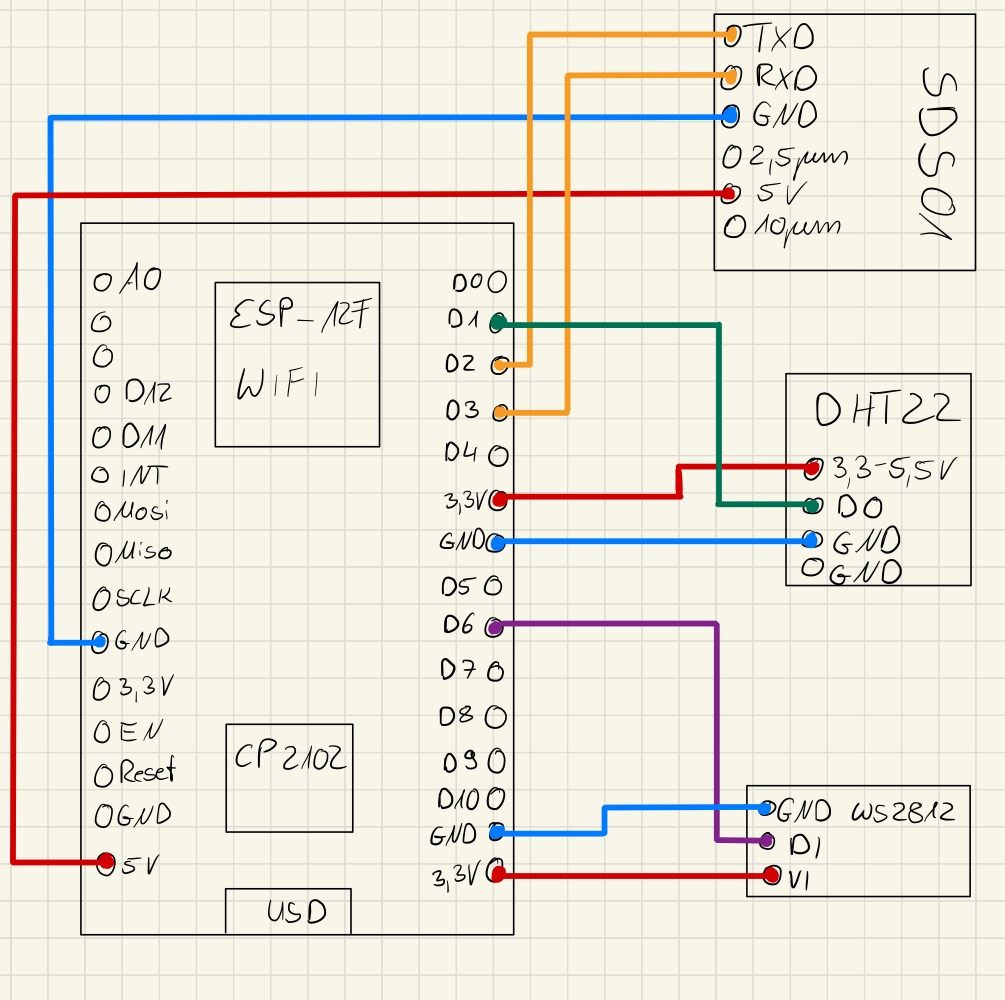 TXD
RXD
GND
2,5µm
5V
10µm
SDS01
A0
D12
D11
INT
Mosi
Miso
SCLK
GND
3,3V
EN
Reset
GND
5V
ESP-12F
WIFI
CP2102
USD
D0
D1
D2
D3
D4
3,3V
GND
D5
D6
D7
D8
D9
D10
GND
3,3V
DHT22
3,3-5,5V
DO
GND
GND
GND WS2812
DI
VI